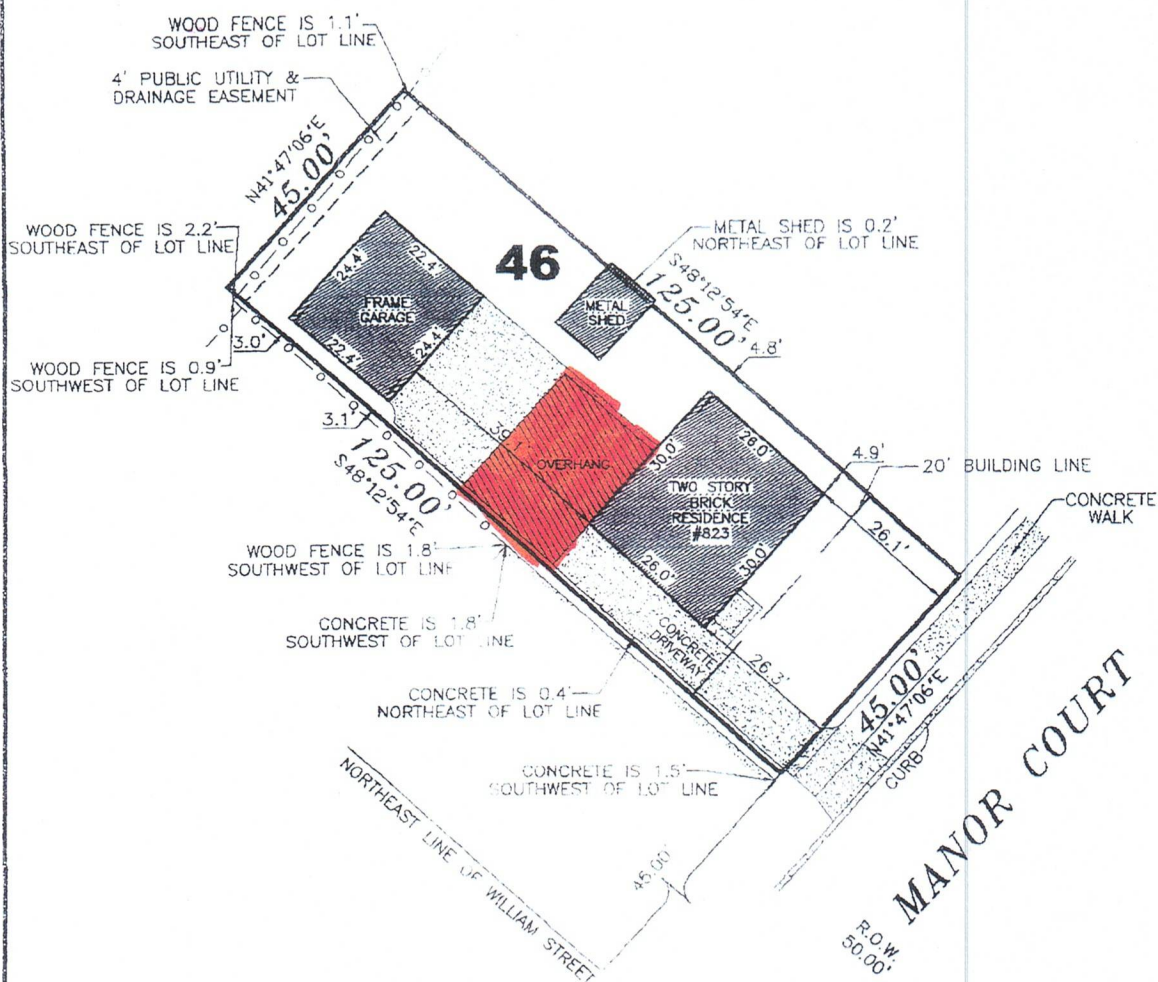 WOOD FENCE IS 1.1'
SOUTHEAST OF LOT LINE
4' PUBLIC UTILITY &
DRAINAGE EASEMENT
N41°47'06"E
45.00'
WOOD FENCE IS 2.2'
SOUTHEAST OF LOT LINE
46
METAL SHED IS 0.2'
NORTHEAST OF LOT LINE
S48°12'54"E
125.00'
24.4'
22.4'
FRAME
GARAGE
22.4'
24.4'
METAL
SHED
3.0'
4.8'
WOOD FENCE IS 0.9'
SOUTHWEST OF LOT LINE
3.1'
125.00'
S48°12'54"E
39.1'
OVERHANG
30.0'
26.0'
TWO STORY
BRICK
RESIDENCE
#823
26.0'
30.0'
4.9'
20' BUILDING LINE
CONCRETE
WALK
26.1'
WOOD FENCE IS 1.8'
SOUTHWEST OF LOT LINE
CONCRETE IS 1.8'
SOUTHWEST OF LOT LINE
CONCRETE
DRIVEWAY
26.3'
CONCRETE IS 0.4'
NORTHEAST OF LOT LINE
45.00'
N41°47'06"E
CURB
CONCRETE IS 1.5'
SOUTHWEST OF LOT LINE
NORTHEAST LINE OF WILLIAM STREET
45.00'
MANOR COURT
R.O.W.
50.00'